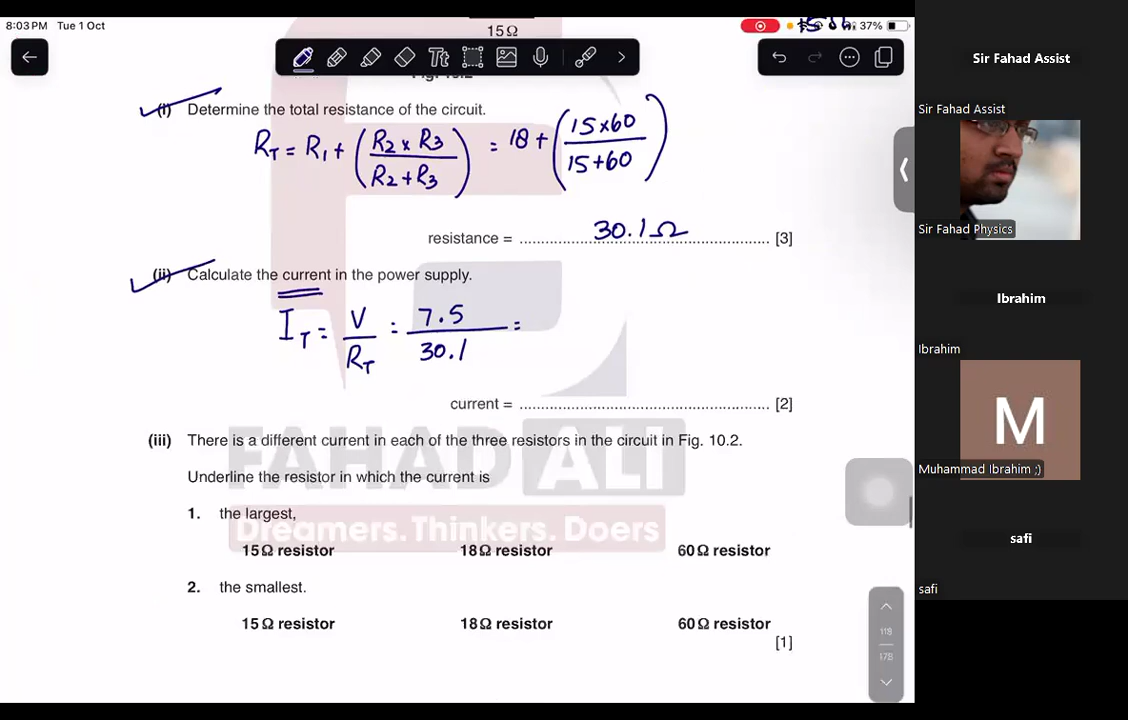 8:03 PM Tue 1 Oct
37%
15 Ω
Tt
(i) Determine the total resistance of the circuit.
R_T = R_1 + (R_2 × R_3 / R_2 + R_3) = 18 + (15×60 / 15+60)
resistance = 30.1Ω [3]
(ii) Calculate the current in the power supply.
I_T = V / R_T = 7.5 / 30.1 =
current = [2]
(iii) There is a different current in each of the three resistors in the circuit in Fig. 10.2.
Underline the resistor in which the current is
1. the largest,
15 Ω resistor 18 Ω resistor 60 Ω resistor
2. the smallest.
15 Ω resistor 18 Ω resistor 60 Ω resistor
[1]
FAHAD ALI
Dreamers. Thinkers. Doers
118
178
Sir Fahad Assist
Sir Fahad Assist
Sir Fahad Physics
Ibrahim
Ibrahim
M
Muhammad Ibrahim ;)
safi
safi